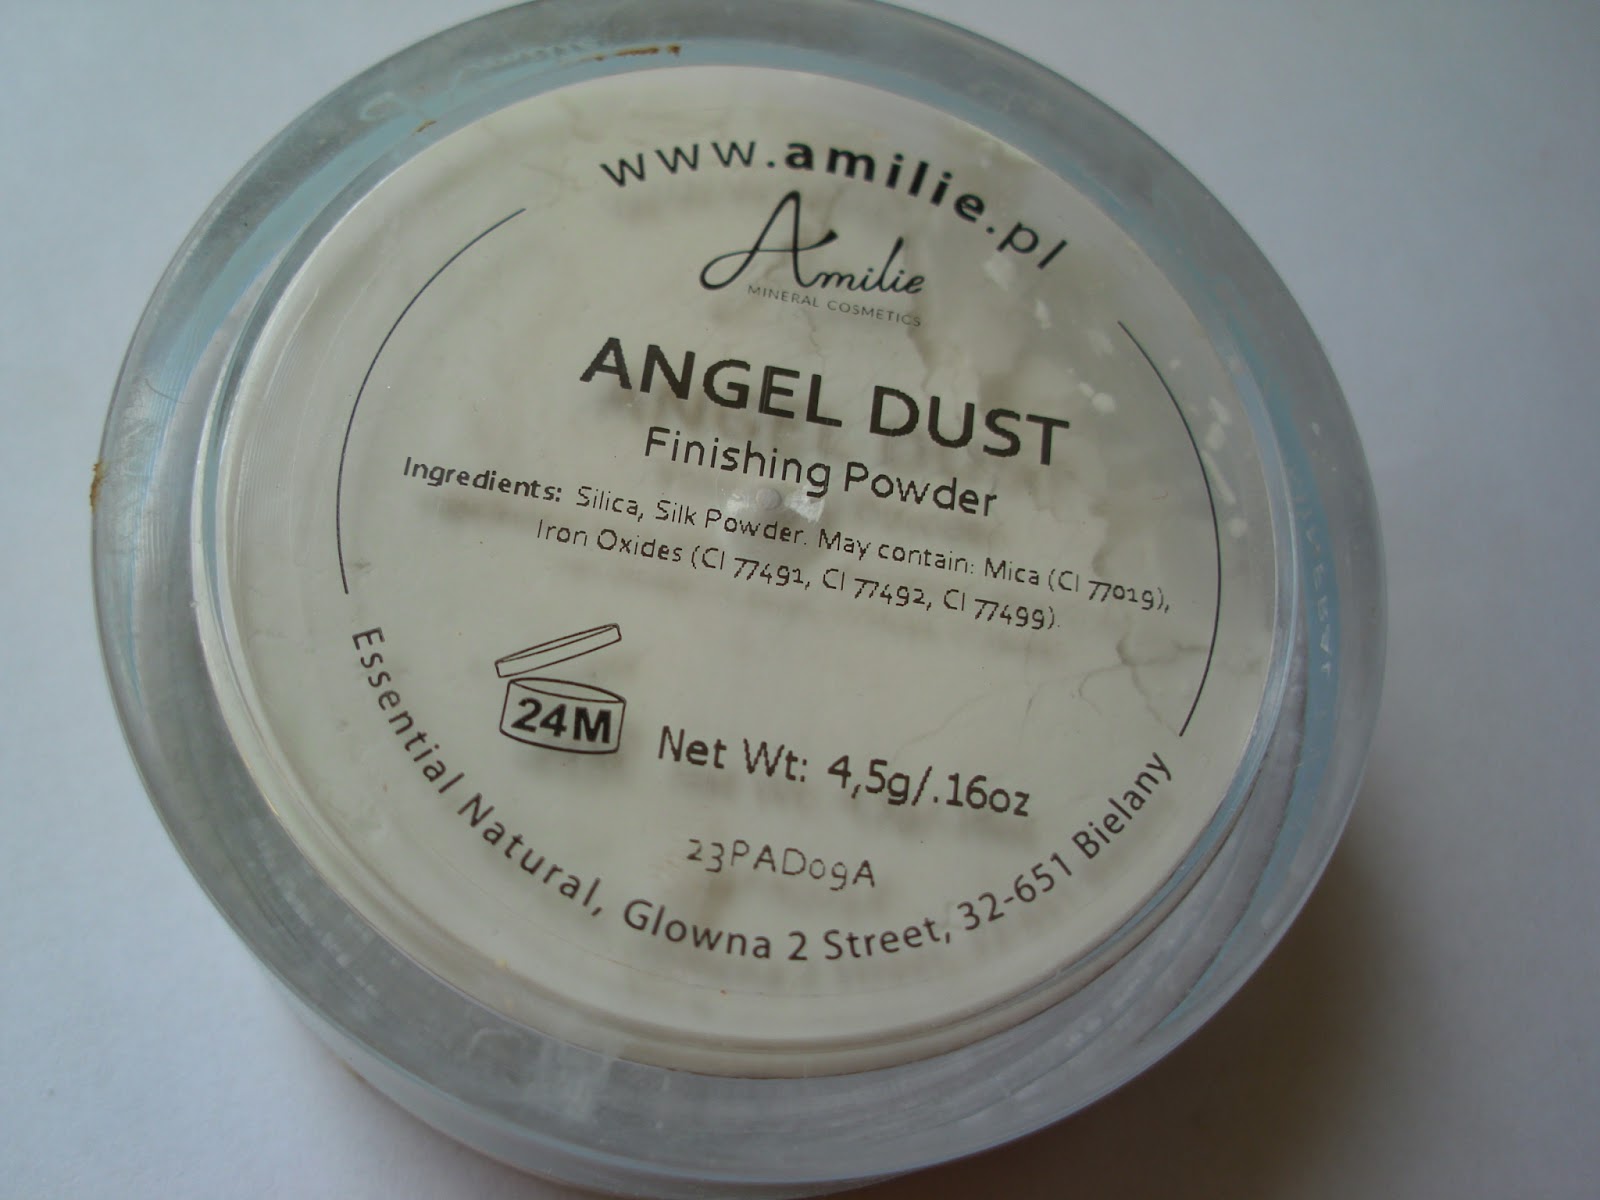 www.amilie.pl
Amilie
MINERAL COSMETICS
ANGEL DUST
Finishing Powder
Ingredients: Silica, Silk Powder. May contain: Mica (CI 77019),
Iron Oxides (CI 77491, CI 77492, CI 77499).
24M
Net Wt: 4,5g/.16oz
23PAD09A
Essential Natural, Glowna 2 Street, 32-651 Bielany